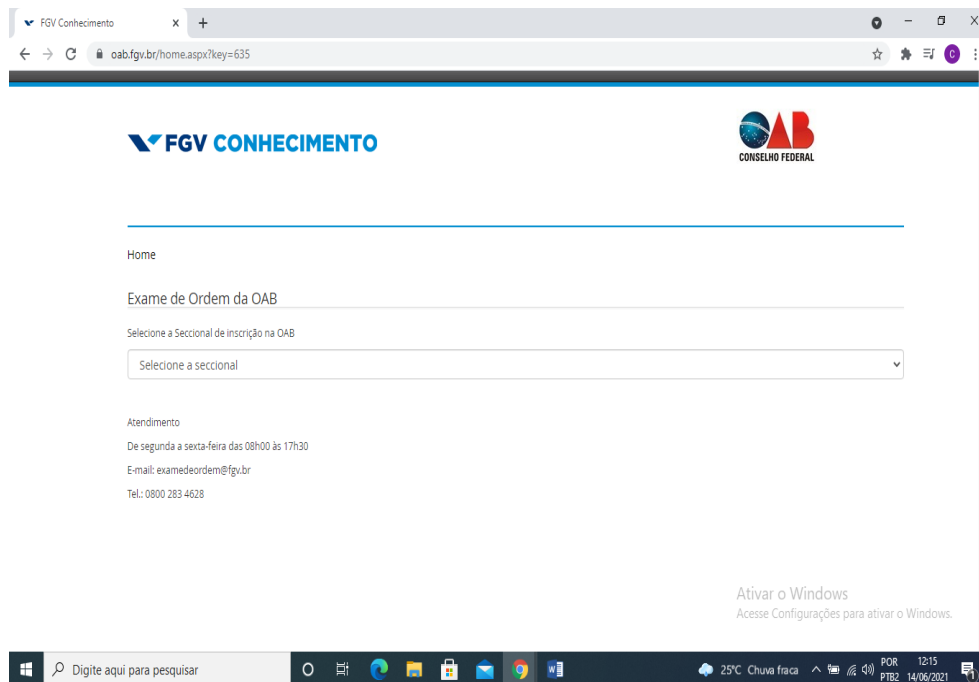 FGV Conhecimento
oab.fgv.br/home.aspx?key=635
C
FGV CONHECIMENTO
OAB
CONSELHO FEDERAL
Home
Exame de Ordem da OAB
Selecione a Seccional de inscrição na OAB
Selecione a seccional
Atendimento
De segunda a sexta-feira das 08h00 às 17h30
E-mail: examedeordem@fgv.br
Tel.: 0800 283 4628
Ativar o Windows
Acesse Configurações para ativar o Windows.
Digite aqui para pesquisar
25°C Chuva fraca
POR 12:15
PTB2 14/06/2021